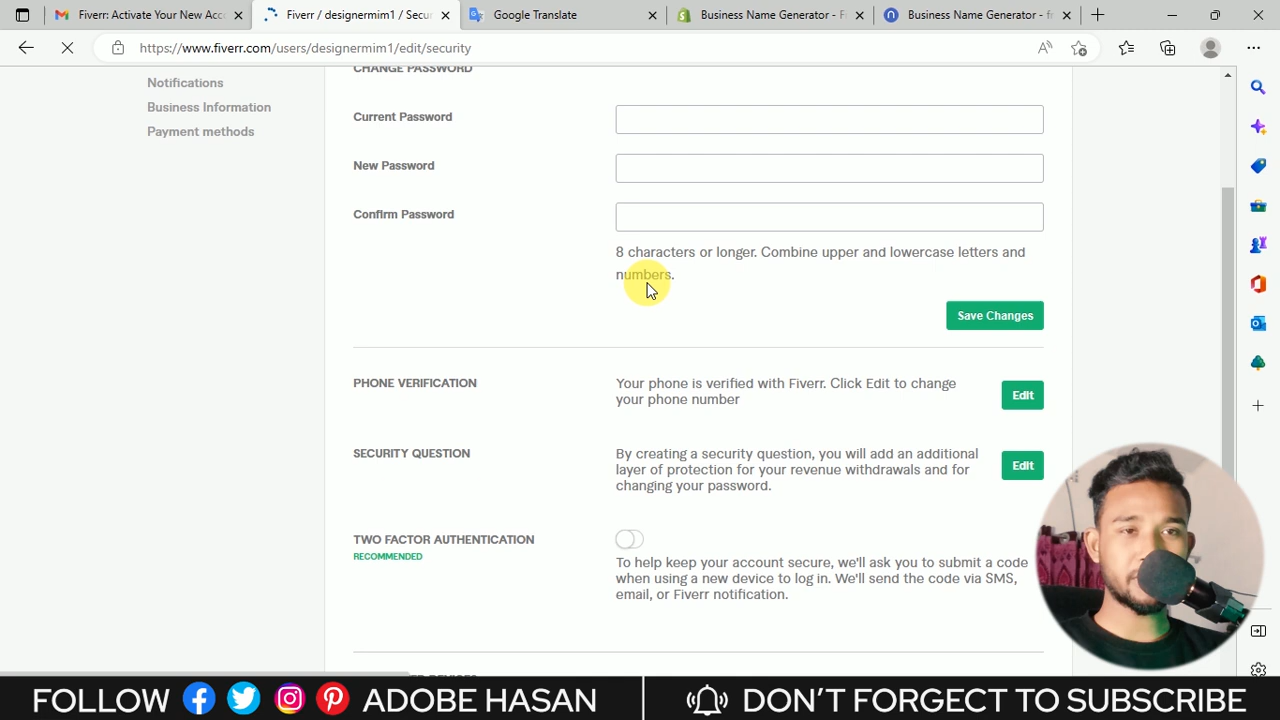 Fiverr: Activate Your New Acc
Fiverr / designermim1 / Secu
Google Translate
Business Name Generator - F
Business Name Generator - fr
https://www.fiverr.com/users/designermim1/edit/security
CHANGE PASSWORD
Notifications
Business Information
Payment methods
Current Password
New Password
Confirm Password
8 characters or longer. Combine upper and lowercase letters and
numbers.
Save Changes
PHONE VERIFICATION
Your phone is verified with Fiverr. Click Edit to change
your phone number
Edit
SECURITY QUESTION
By creating a security question, you will add an additional
layer of protection for your revenue withdrawals and for
changing your password.
Edit
TWO FACTOR AUTHENTICATION
RECOMMENDED
To help keep your account secure, we'll ask you to submit a code
when using a new device to log in. We'll send the code via SMS,
email, or Fiverr notification.
FOLLOW ADOBE HASAN
DON'T FORGET TO SUBSCRIBE